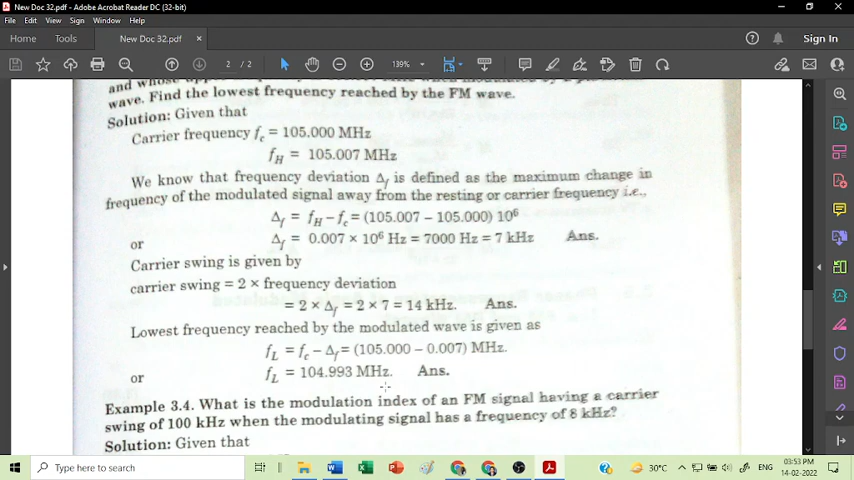 New Doc 32.pdf - Adobe Acrobat Reader DC (32-bit)
File Edit View Sign Window Help
Home Tools New Doc 32.pdf × Sign In
2 / 2 139%
and whose upper
wave. Find the lowest frequency reached by the FM wave.
Solution: Given that
Carrier frequency f_c = 105.000 MHz
f_H = 105.007 MHz
We know that frequency deviation Δ_f is defined as the maximum change in
frequency of the modulated signal away from the resting or carrier frequency i.e.,
Δ_f = f_H – f_c = (105.007 – 105.000) 10⁶
or Δ_f = 0.007 × 10⁶ Hz = 7000 Hz = 7 kHz Ans.
Carrier swing is given by
carrier swing = 2 × frequency deviation
= 2 × Δ_f = 2 × 7 = 14 kHz. Ans.
Lowest frequency reached by the modulated wave is given as
f_L = f_c – Δ_f = (105.000 – 0.007) MHz.
or f_L = 104.993 MHz. Ans.
Example 3.4. What is the modulation index of an FM signal having a carrier
swing of 100 kHz when the modulating signal has a frequency of 8 kHz?
Solution: Given that
Type here to search
30°C ENG 03:53 PM
14-02-2022